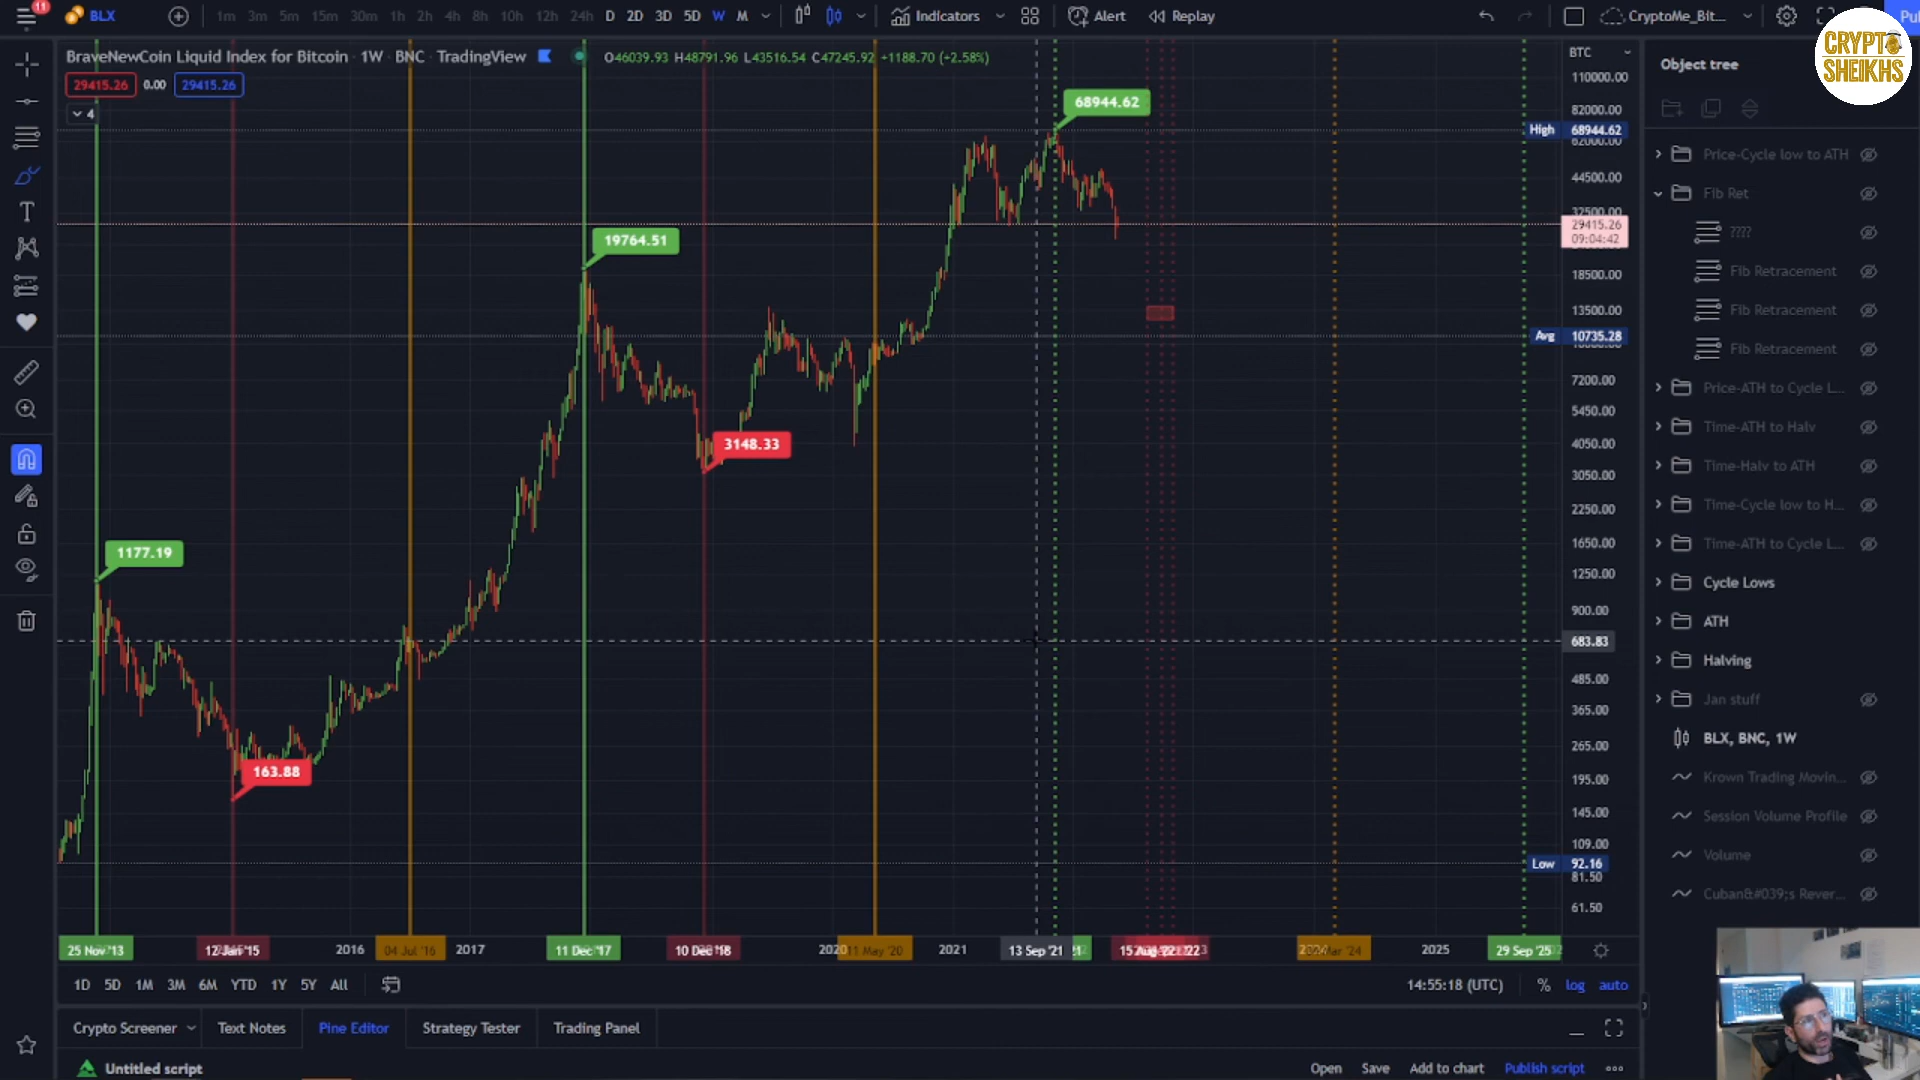 11
BLX
1m 3m 5m 15m 30m 1h 2h 4h 8h 10h 12h 24h D 2D 3D 5D W M
Indicators
Alert
Replay
CryptoMe_Bit...
CRYPTO
SHEIKHS
BraveNewCoin Liquid Index for Bitcoin · 1W · BNC · TradingView
O46039.93 H48791.96 L43516.54 C47245.92 +1188.70 (+2.58%)
29415.26 0.00 29415.26
4
BTC
Object tree
110000.00
82000.00
High 68944.62
62000.00
44500.00
32500.00
29415.26
09:04:42
18500.00
13500.00
Avg 10735.28
7200.00
5450.00
4050.00
3050.00
2250.00
1650.00
1250.00
900.00
683.83
485.00
365.00
265.00
195.00
145.00
109.00
Low 92.16
81.50
61.50
68944.62
19764.51
3148.33
1177.19
163.88
Price-Cycle low to ATH
Fib Ret
????
Fib Retracement
Fib Retracement
Fib Retracement
Price-ATH to Cycle L...
Time-ATH to Halv
Time-Halv to ATH
Time-Cycle low to H...
Time-ATH to Cycle L...
Cycle Lows
ATH
Halving
Jan stuff
BLX, BNC, 1W
Krown Trading Movin...
Session Volume Profile
Volume
Cuban&#039;s Rever...
25 Nov '13 12 Jan '15 2016 04 Jul '16 2017 11 Dec '17 10 Dec '18 2020 11 May '20 2021 13 Sep '21 2025 29 Sep '25
1D 5D 1M 3M 6M YTD 1Y 5Y All
14:55:18 (UTC) % log auto
Crypto Screener Text Notes Pine Editor Strategy Tester Trading Panel
Untitled script
Open Save Add to chart Publish script